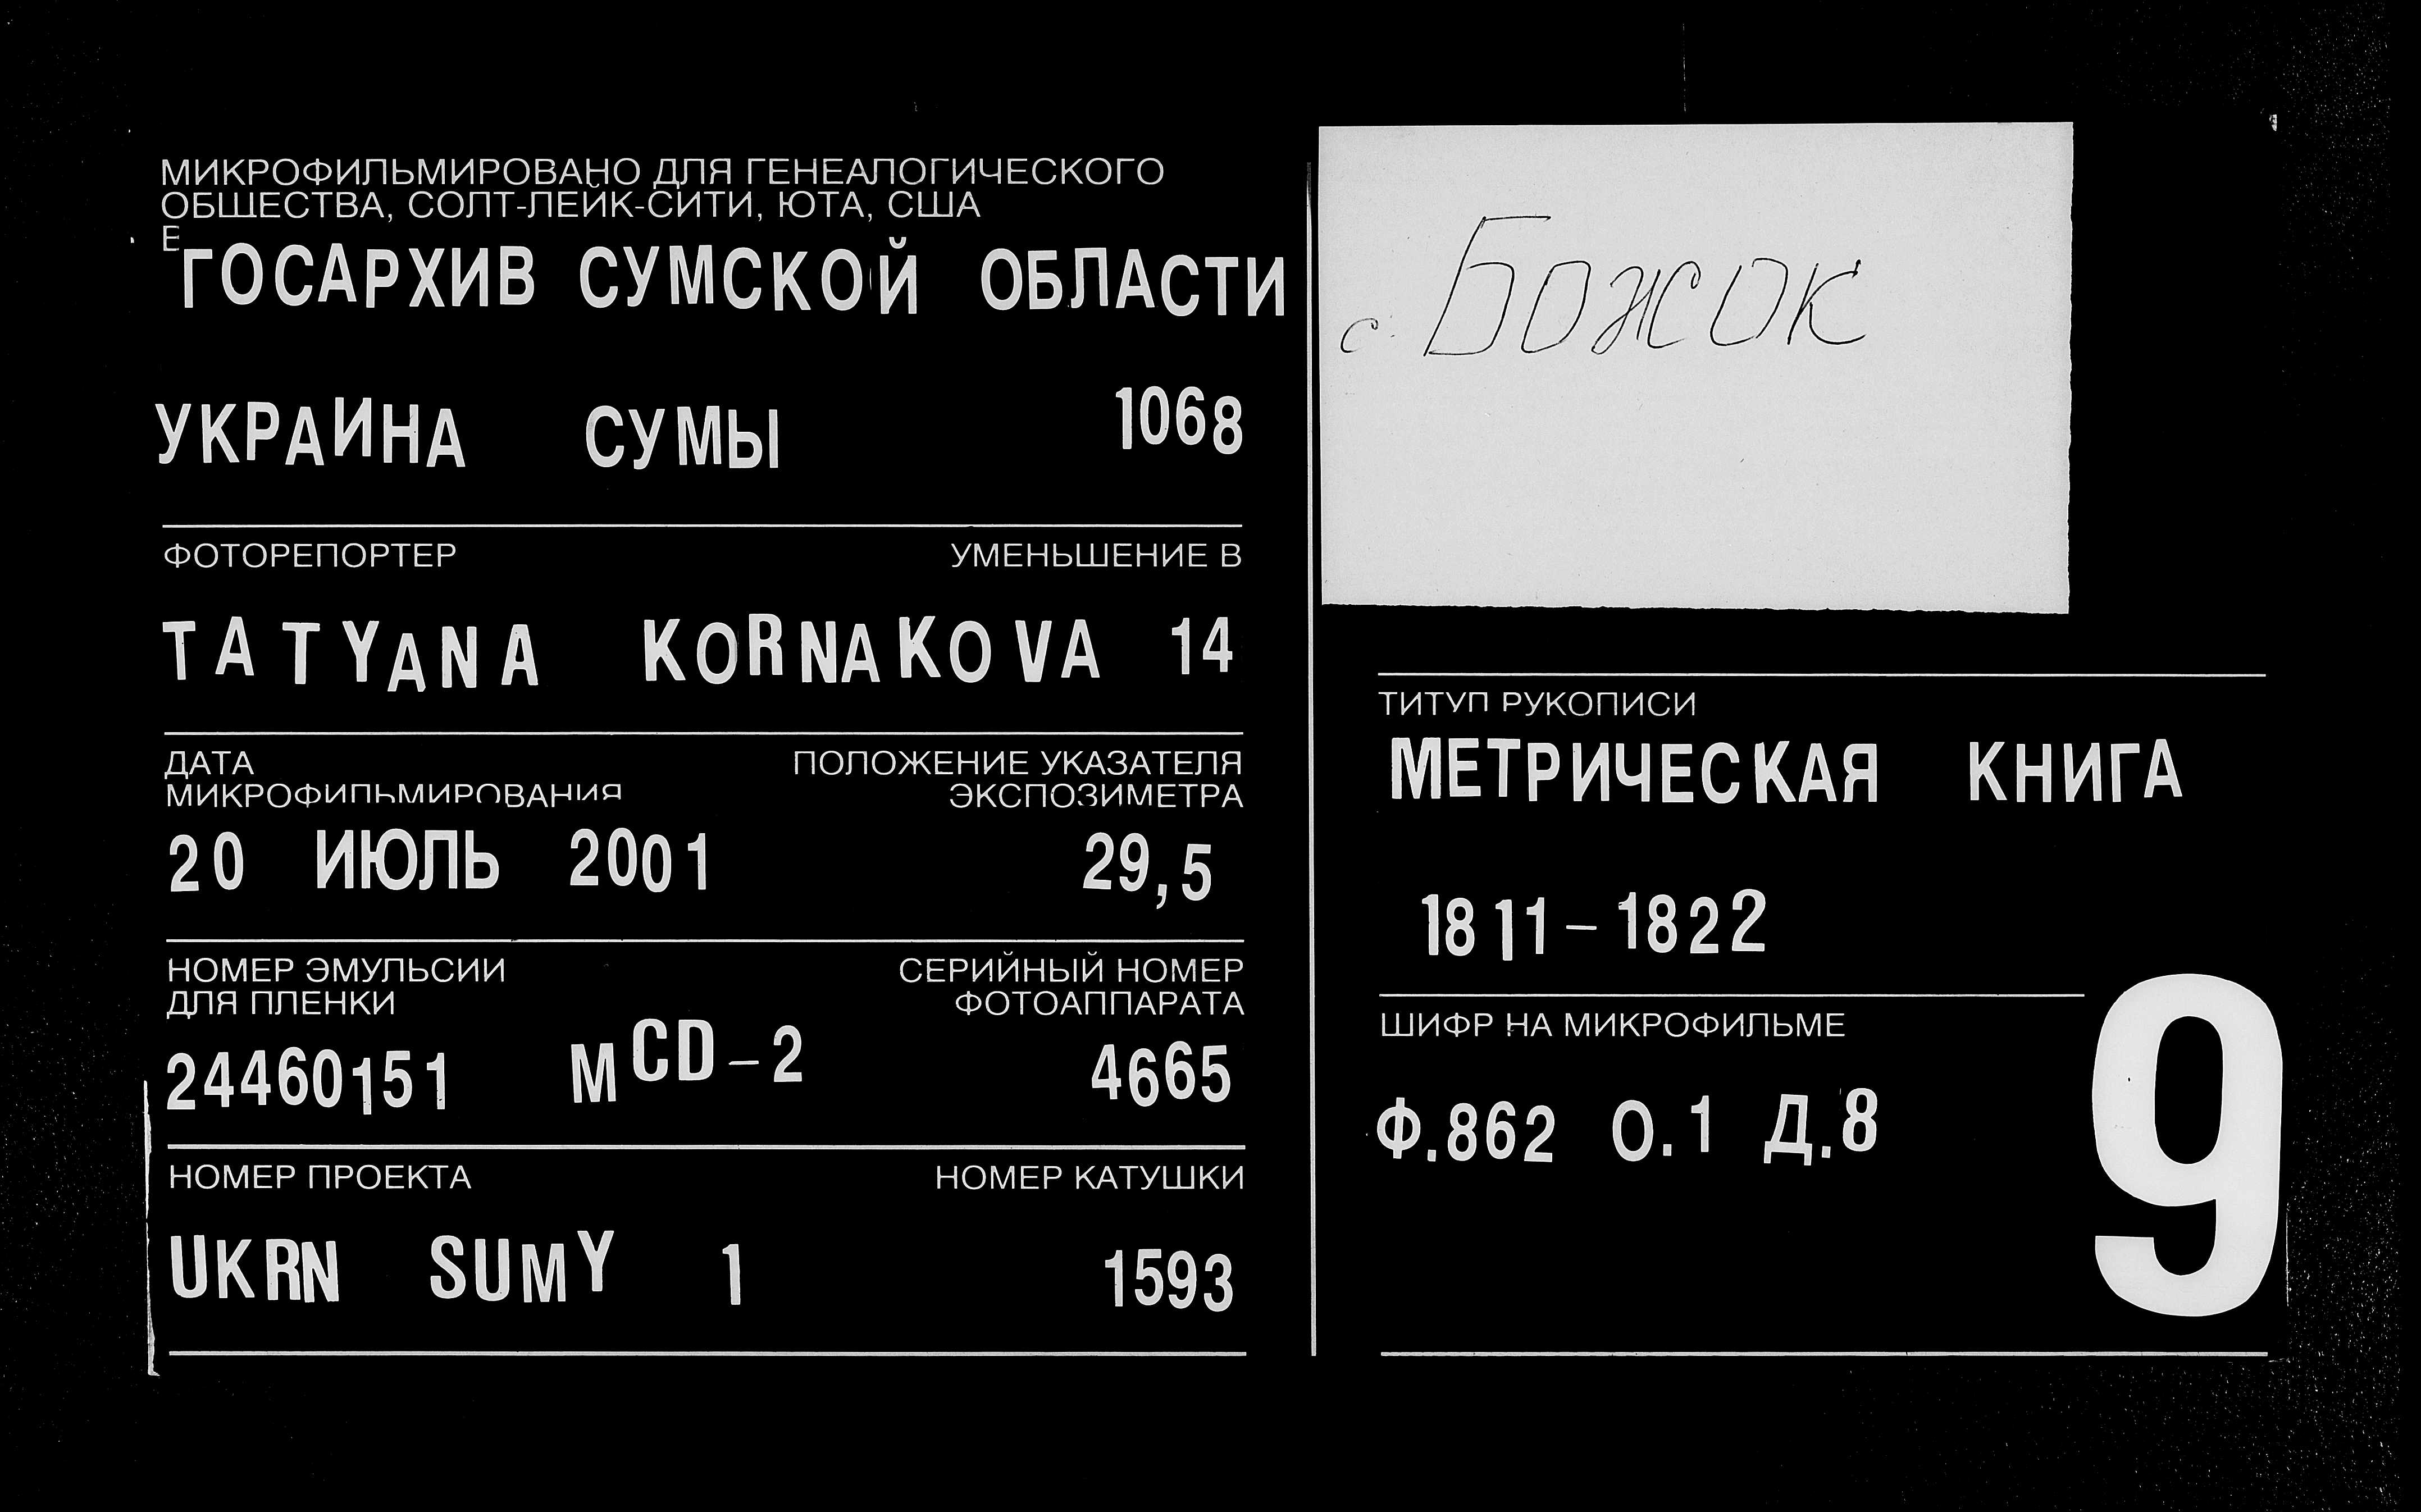 МИКРОФИЛЬМИРОВАНО ДЛЯ ГЕНЕАЛОГИЧЕСКОГО
ОБЩЕСТВА, СОЛТ-ЛЕЙК-СИТИ, ЮТА, США
Е
ГОСАРХИВ СУМСКОЙ ОБЛАСТИ
УКРАИНА СУМЫ 1068
ФОТОРЕПОРТЕР УМЕНЬШЕНИЕ В
TATYANA KORNAKOVA 14
ДАТА ПОЛОЖЕНИЕ УКАЗАТЕЛЯ
МИКРОФИЛЬМИРОВАНИЯ ЭКСПОЗИМЕТРА
20 ИЮЛЬ 2001 29,5
НОМЕР ЭМУЛЬСИИ СЕРИЙНЫЙ НОМЕР
ДЛЯ ПЛЕНКИ ФОТОАППАРАТА
24460151 MCD-2 4665
НОМЕР ПРОЕКТА НОМЕР КАТУШКИ
UKRN SUMY 1 1593
с. Божок
ТИТУЛ РУКОПИСИ
МЕТРИЧЕСКАЯ КНИГА
1811-1822
ШИФР НА МИКРОФИЛЬМЕ
Ф.862 О.1 Д.8
9